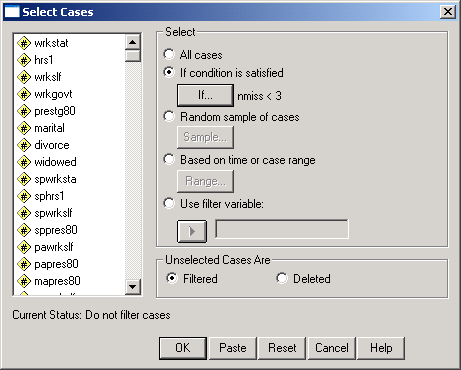 Select Cases
wrkstat
hrs1
wrkslf
wrkgovt
prestg80
marital
divorce
widowed
spwrksta
sphrs1
spwrkslf
sppres80
pawrkslf
papres80
mapres80
Select
All cases
If condition is satisfied
If... nmiss < 3
Random sample of cases
Sample...
Based on time or case range
Range...
Use filter variable:
Unselected Cases Are
Filtered Deleted
Current Status: Do not filter cases
OK Paste Reset Cancel Help